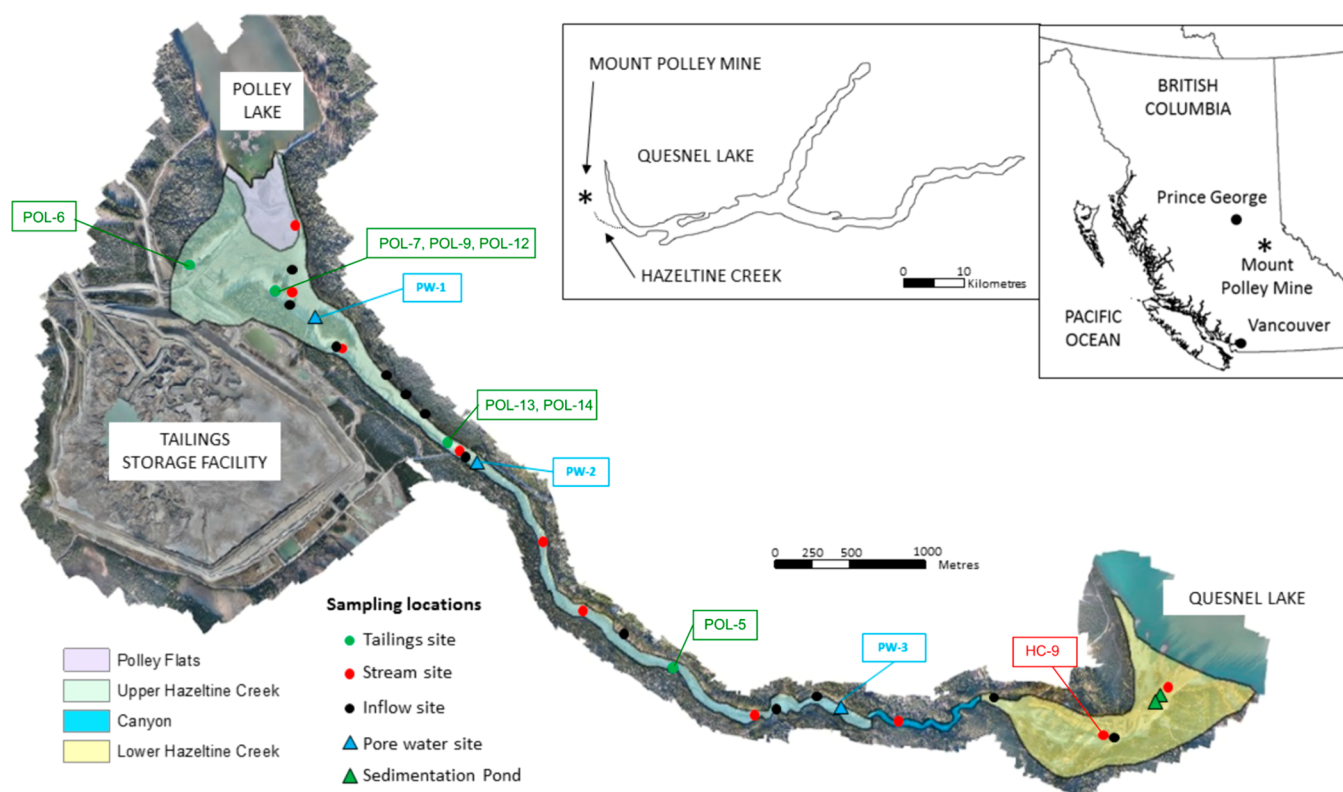 POLLEY
LAKE
POL-6
POL-7, POL-9, POL-12
PW-1
POL-13, POL-14
PW-2
TAILINGS
STORAGE FACILITY
POL-5
PW-3
HC-9
QUESNEL LAKE
0 250 500 1000
Metres
Sampling locations
Tailings site
Stream site
Inflow site
Pore water site
Sedimentation Pond
Polley Flats
Upper Hazeltine Creek
Canyon
Lower Hazeltine Creek
MOUNT POLLEY MINE
QUESNEL LAKE
*
HAZELTINE CREEK
0 10
Kilometres
BRITISH
COLUMBIA
Prince George
*
Mount
Polley Mine
PACIFIC
OCEAN
Vancouver